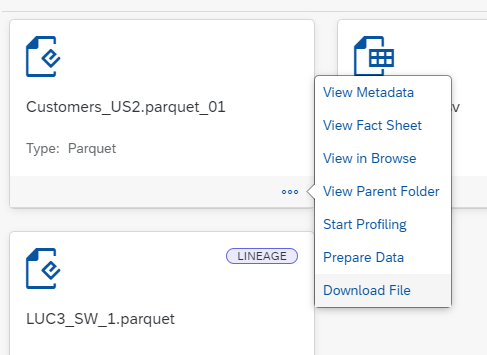 Customers_US2.parquet_01
Type: Parquet
v
View Metadata
View Fact Sheet
View in Browse
View Parent Folder
Start Profiling
Prepare Data
Download File
LINEAGE
LUC3_SW_1.parquet